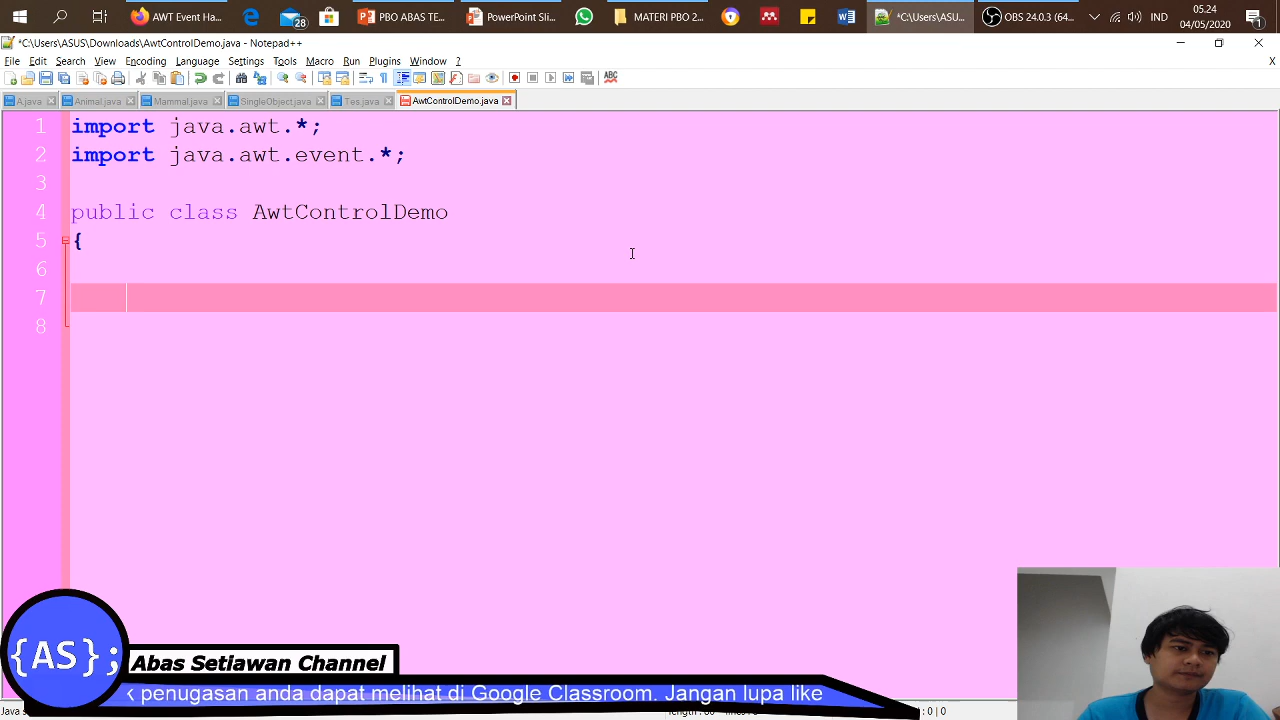 AWT Event Ha...
28
PBO ABAS TE...
PowerPoint Sli...
MATERI PBO 2...
*C:\Users\ASU...
OBS 24.0.3 (64...
IND
05.24
04/05/2020
1
*C:\Users\ASUS\Downloads\AwtControlDemo.java - Notepad++
File Edit Search View Encoding Language Settings Tools Macro Run Plugins Window ?
X
A.java Animal.java Mammal.java SingleObject.java Tes.java AwtControlDemo.java
1 import java.awt.*;
2 import java.awt.event.*;
3
4 public class AwtControlDemo
5 {
6
7
8
{AS};
Abas Setiawan Channel
penugasan anda dapat melihat di Google Classroom. Jangan lupa like